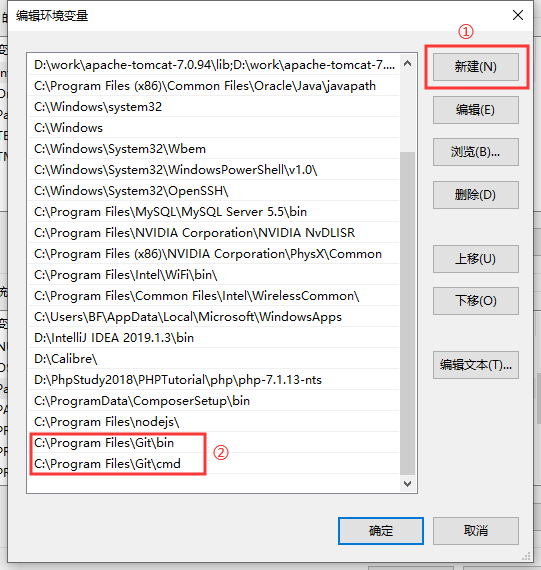 编辑环境变量
①
D:\work\apache-tomcat-7.0.94\lib;D:\work\apache-tomcat-7....
新建(N)
C:\Program Files (x86)\Common Files\Oracle\Java\javapath
C:\Windows\system32
编辑(E)
C:\Windows
C:\Windows\System32\Wbem
浏览(B)...
C:\Windows\System32\WindowsPowerShell\v1.0\
C:\Windows\System32\OpenSSH\
删除(D)
C:\Program Files\MySQL\MySQL Server 5.5\bin
C:\Program Files\NVIDIA Corporation\NVIDIA NvDLISR
C:\Program Files (x86)\NVIDIA Corporation\PhysX\Common
上移(U)
C:\Program Files\Intel\WiFi\bin\
C:\Program Files\Common Files\Intel\WirelessCommon\
下移(O)
C:\Users\BF\AppData\Local\Microsoft\WindowsApps
D:\IntelliJ IDEA 2019.1.3\bin
D:\Calibre\
编辑文本(T)...
D:\PhpStudy2018\PHPTutorial\php\php-7.1.13-nts
C:\ProgramData\ComposerSetup\bin
C:\Program Files\nodejs\
C:\Program Files\Git\bin
②
C:\Program Files\Git\cmd
确定
取消